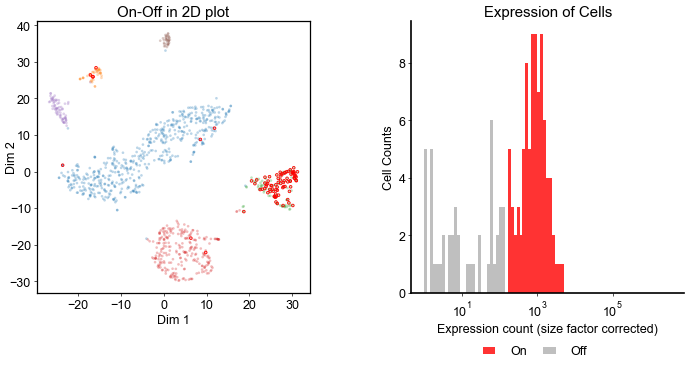 On-Off in 2D plot
40
30
20
10
0
−10
−20
−30
Dim 2
−20 −10 0 10 20 30
Dim 1
Expression of Cells
8
6
4
2
0
Cell Counts
10^1 10^3 10^5
Expression count (size factor corrected)
On Off